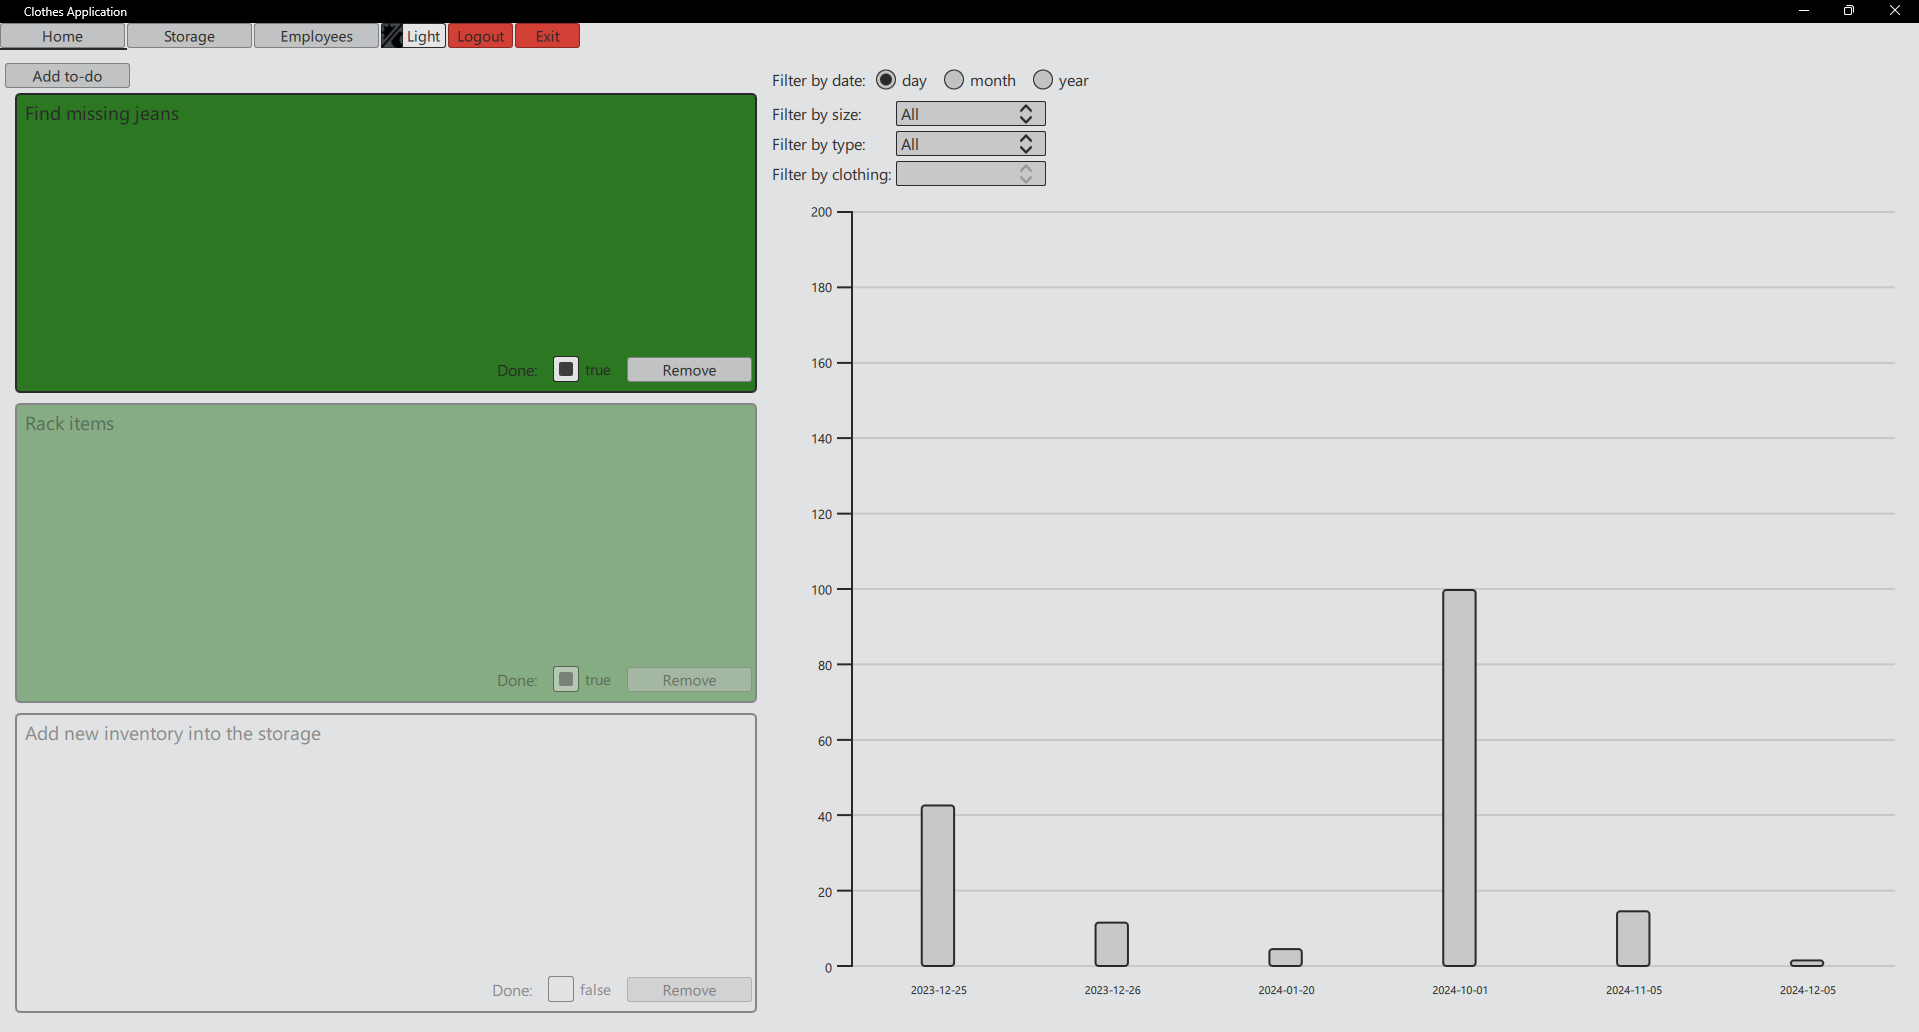 Clothes Application
Home Storage Employees Light Logout Exit
Add to-do
Find missing jeans
Done: true Remove
Rack items
Done: true Remove
Add new inventory into the storage
Done: false Remove
Filter by date: day month year
Filter by size: All
Filter by type: All
Filter by clothing:
200
180
160
140
120
100
80
60
40
20
0
2023-12-25 2023-12-26 2024-01-20 2024-10-01 2024-11-05 2024-12-05